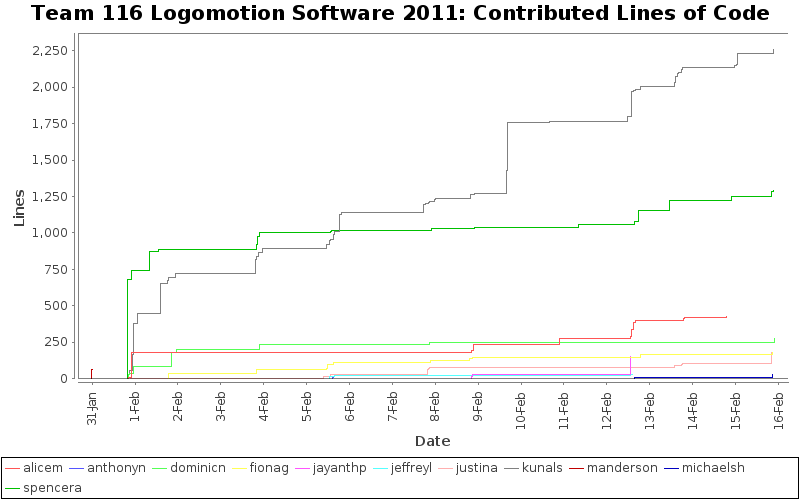 Team 116 Logomotion Software 2011: Contributed Lines of Code
Lines
2,250
2,000
1,750
1,500
1,250
1,000
750
500
250
0
31-Jan
1-Feb
2-Feb
3-Feb
4-Feb
5-Feb
6-Feb
7-Feb
8-Feb
9-Feb
10-Feb
11-Feb
12-Feb
13-Feb
14-Feb
15-Feb
16-Feb
Date
alicem anthonyn dominicn fionag jayanthp jeffreyl justina kunals manderson michaelsh
spencera